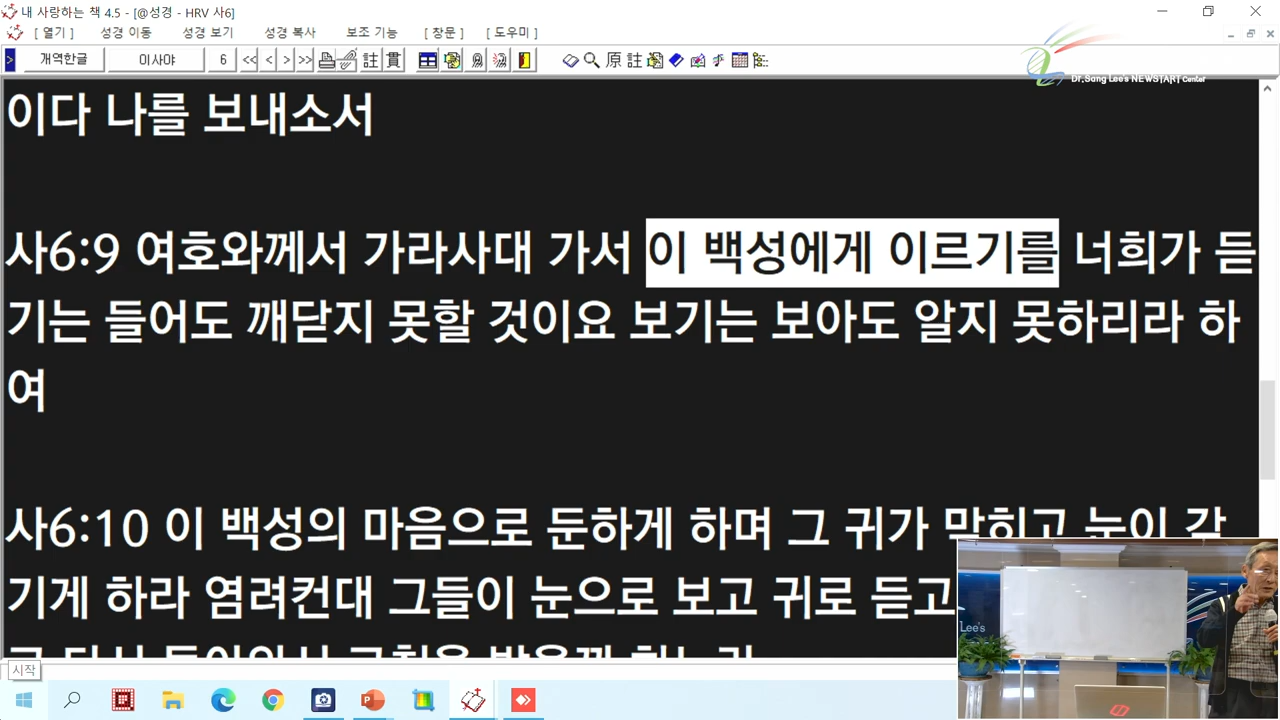 내 사랑하는 책 4.5 - [@성경 - HRV 사6]
[ 열기 ] 성경 이동 성경 보기 성경 복사 보조 기능 [ 창문 ] [ 도우미 ]
개역한글 이사야 6 << < > >> 註 貫 原 註
Dr.Sang Lee's NEWSTART Center
이다 나를 보내소서
사6:9 여호와께서 가라사대 가서 이 백성에게 이르기를 너희가 듣
기는 들어도 깨닫지 못할 것이요 보기는 보아도 알지 못하리라 하
여
사6:10 이 백성의 마음으로 둔하게 하며 그 귀가 막히고 눈이 감
기게 하라 염려컨대 그들이 눈으로 보고 귀로 듣고
Lee's
시작